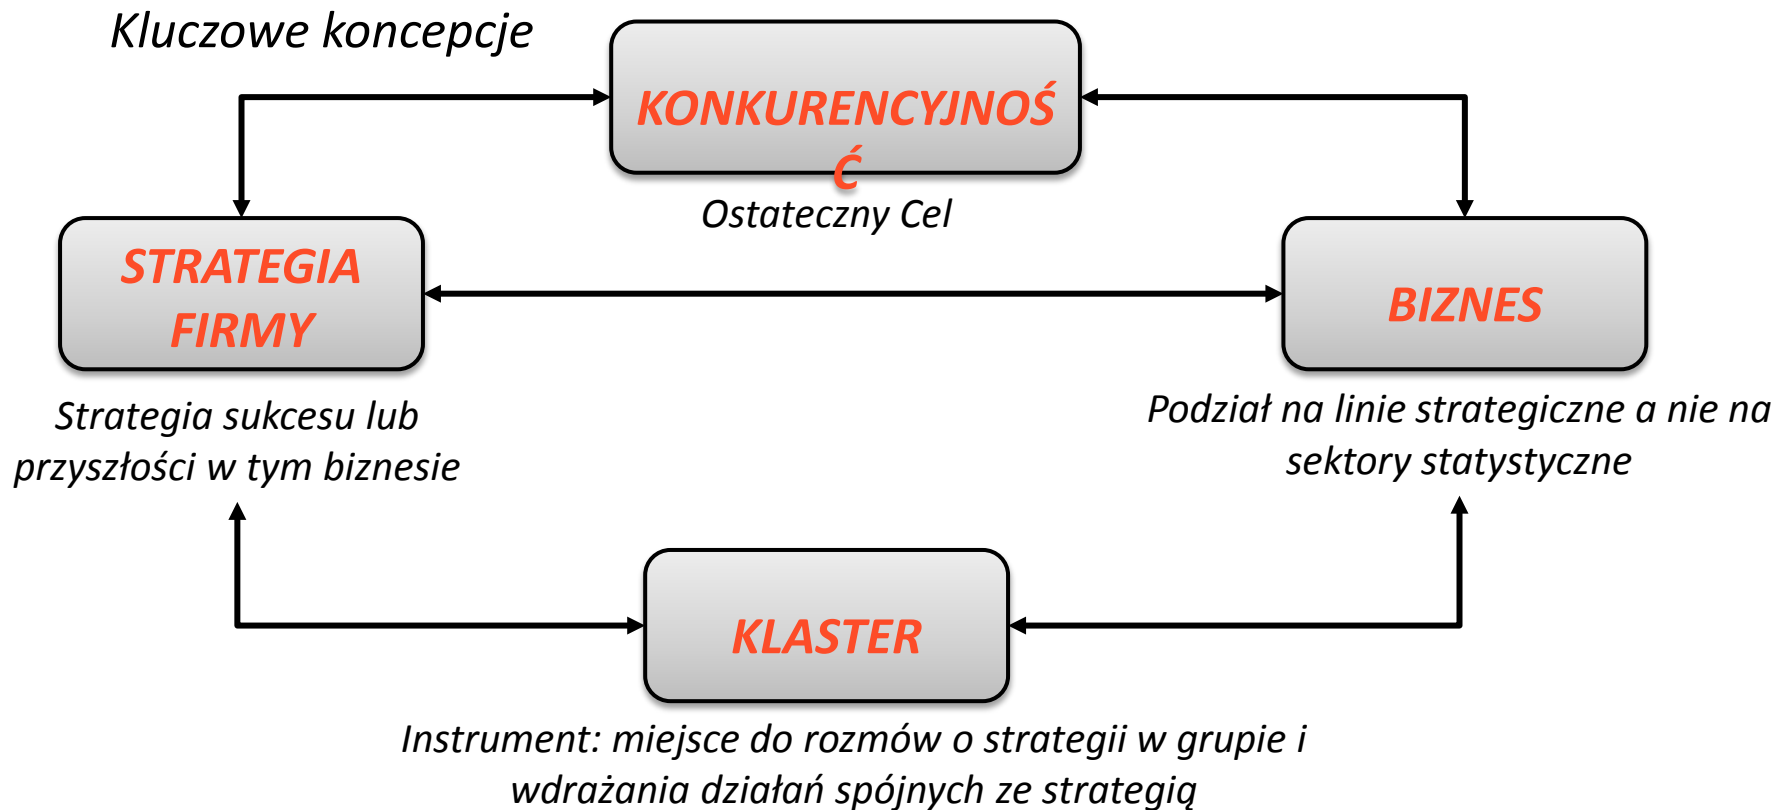 Kluczowe koncepcje
KONKURENCYJNOŚ
Ć
Ostateczny Cel
STRATEGIA
FIRMY
BIZNES
Strategia sukcesu lub
przyszłości w tym biznesie
Podział na linie strategiczne a nie na
sektory statystyczne
KLASTER
Instrument: miejsce do rozmów o strategii w grupie i
wdrażania działań spójnych ze strategią